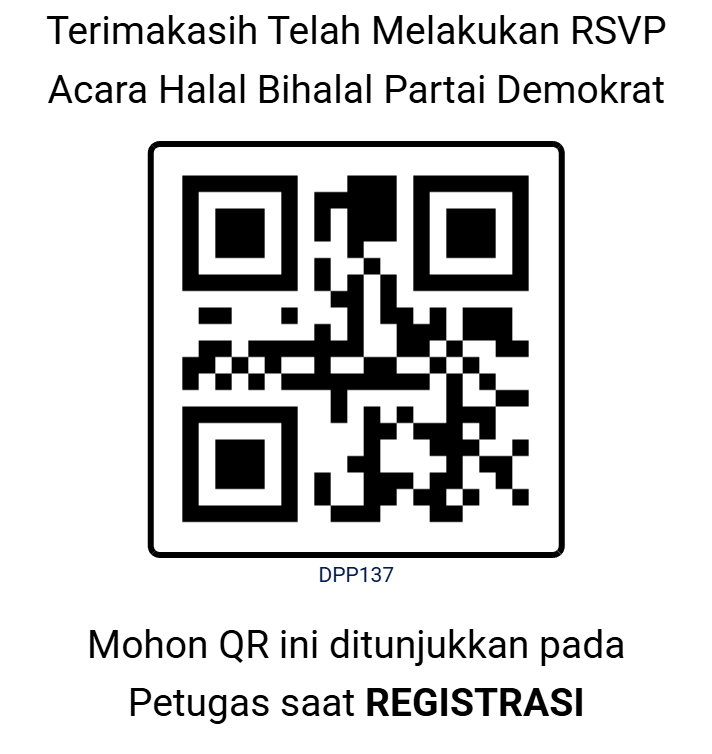 Terimakasih Telah Melakukan RSVP
Acara Halal Bihalal Partai Demokrat
DPP137
Mohon QR ini ditunjukkan pada
Petugas saat REGISTRASI